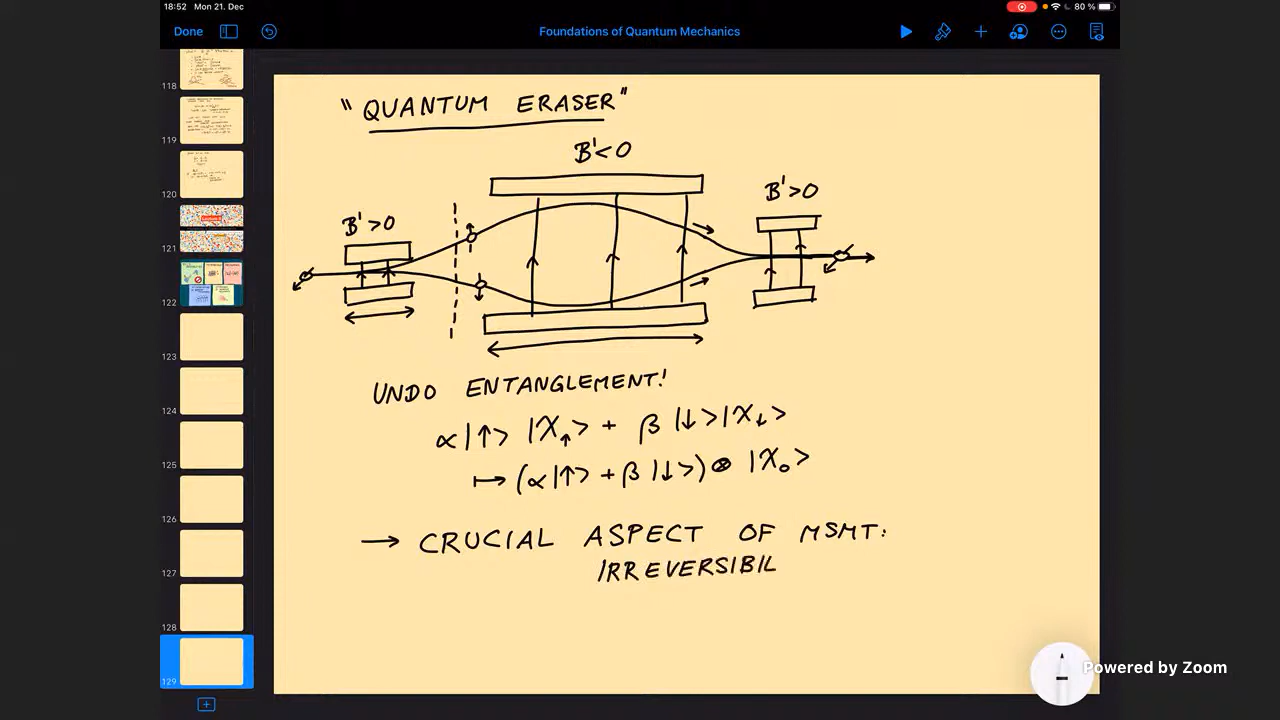 18:52 Mon 21. Dec
80 %
Done
Foundations of Quantum Mechanics
118
119
120
121
122
123
124
125
126
127
128
129
"QUANTUM ERASER"
B'<0
B'>0
B'>0
UNDO ENTANGLEMENT!
α|↑> |χ↑> + β|↓>|χ↓>
↦ (α|↑> + β|↓>) ⊗ |χ₀>
→ CRUCIAL ASPECT OF MSMT:
IRREVERSIBIL
Powered by Zoom